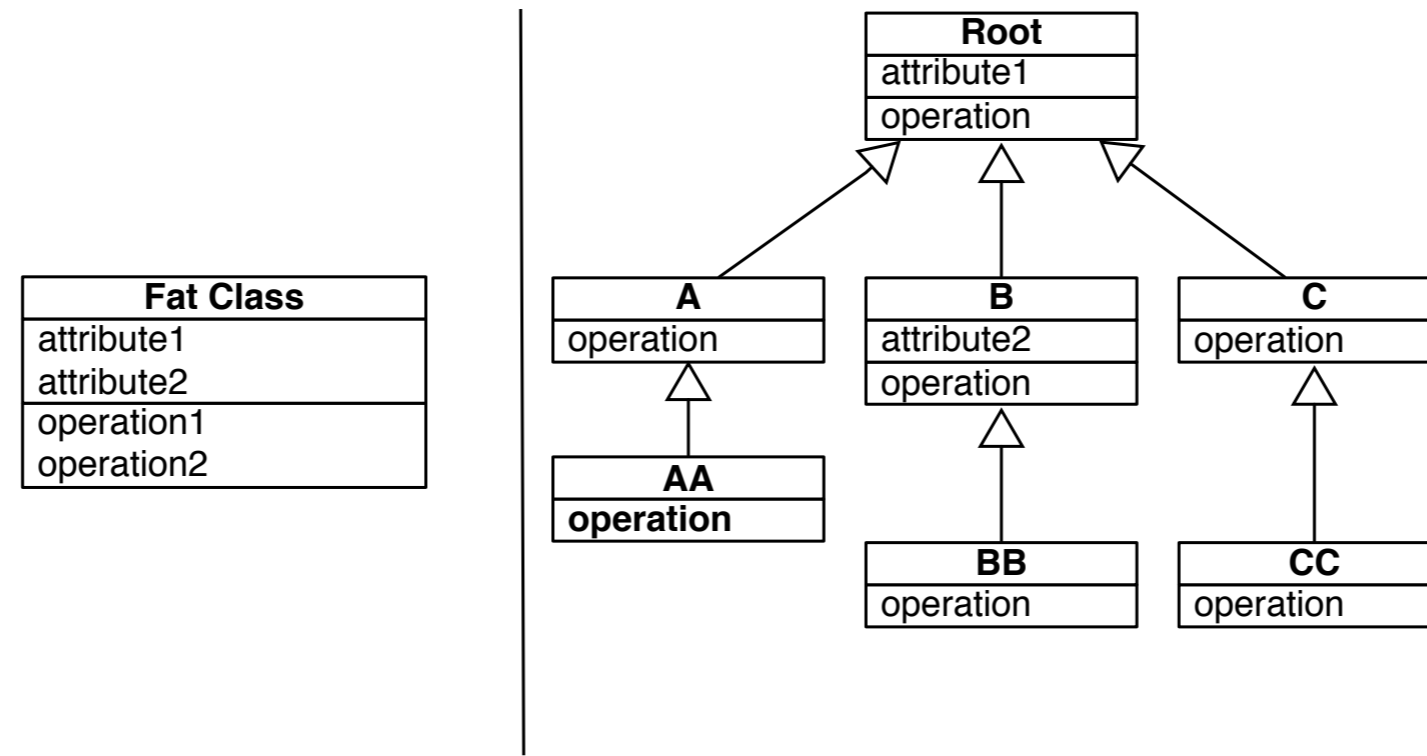 Fat Class
attribute1
attribute2
operation1
operation2
Root
attribute1
operation
A
operation
B
attribute2
operation
C
operation
AA
operation
BB
operation
CC
operation